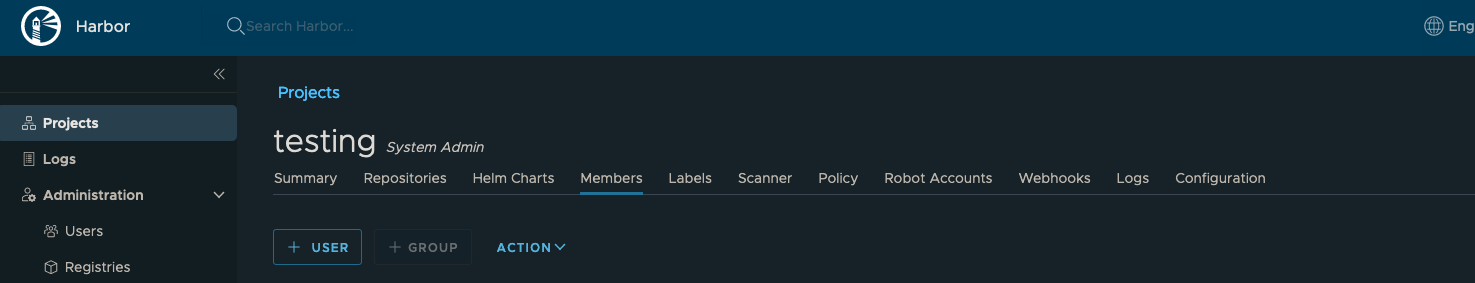 Harbor Search Harbor... Eng
Projects
testing System Admin
Summary Repositories Helm Charts Members Labels Scanner Policy Robot Accounts Webhooks Logs Configuration
+ USER + GROUP ACTION
Projects
Logs
Administration
Users
Registries